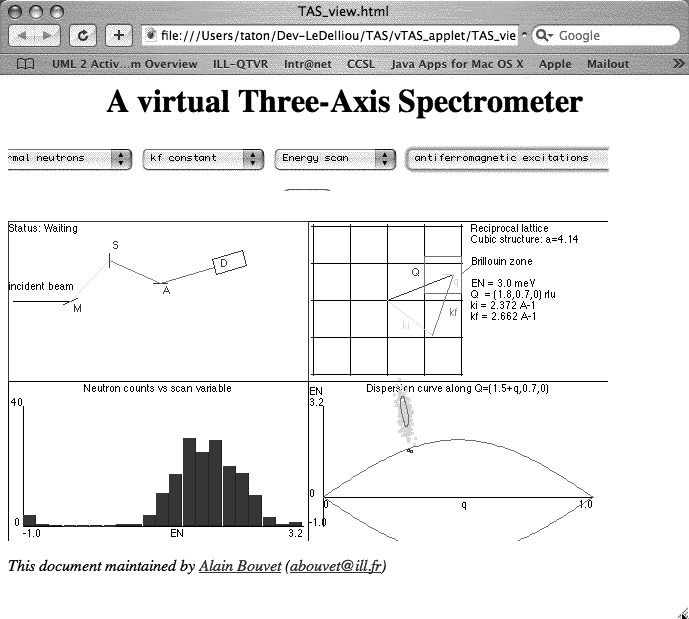 TAS_view.html
file:///Users/taton/Dev-LeDelliou/TAS/vTAS_applet/TAS_vie
Google
UML 2 Activ...m Overview ILL-QTVR Intr@net CCSL Java Apps for Mac OS X Apple Mailout
A virtual Three-Axis Spectrometer
rmal neutrons kf constant Energy scan antiferromagnetic excitations
Status: Waiting
S
D
A
incident beam
M
Reciprocal lattice
Cubic structure: a=4.14
Brillouin zone
Q
q
EN = 3.0 meV
Q = (1.8,0.7,0) rlu
ki = 2.372 A-1
kf = 2.662 A-1
kf
ki
Neutron counts vs scan variable
40
0
-1.0 EN 3.2
EN Dispersion curve along Q=(1.5+q,0.7,0)
3.2
0
0 q 1.0
-1.0
This document maintained by Alain Bouvet (abouvet@ill.fr)